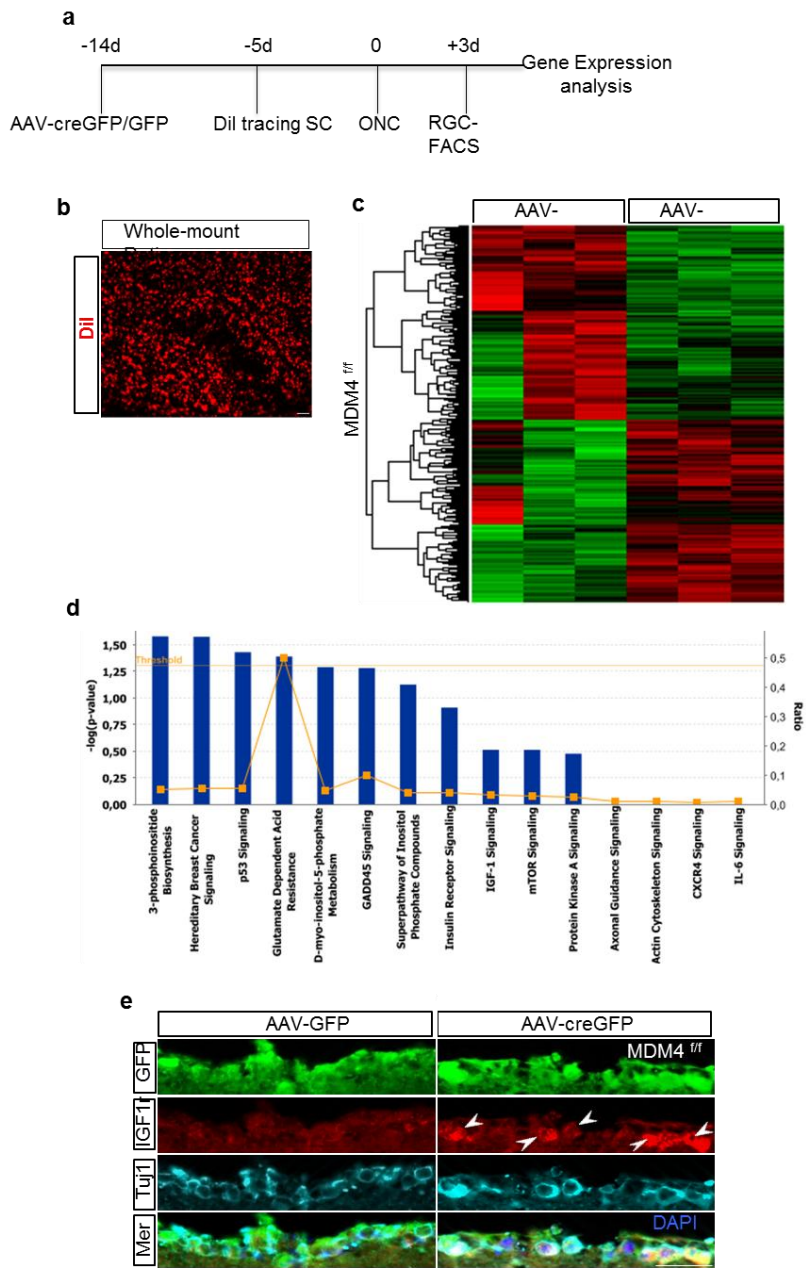 a
-14d
-5d
0
+3d
Gene Expression
analysis
AAV-creGFP/GFP
DiI tracing SC
ONC
RGC-
FACS
b
Whole-mount
DiI
c
AAV-
AAV-
MDM4 f/f
d
1,50
1,25
1,00
0,75
0,50
0,25
0,00
-log(p-value)
Threshold
0,5
0,4
0,3
0,2
0,1
0,0
Ratio
3-phosphoinositide
Biosynthesis
Hereditary Breast Cancer
Signaling
p53 Signaling
Glutamate Dependent Acid
Resistance
D-myo-inositol-5-phosphate
Metabolism
GADD45 Signaling
Superpathway of Inositol
Phosphate Compounds
Insulin Receptor Signaling
IGF-1 Signaling
mTOR Signaling
Protein Kinase A Signaling
Axonal Guidance Signaling
Actin Cytoskeleton Signaling
CXCR4 Signaling
IL-6 Signaling
e
AAV-GFP
AAV-creGFP
GFP
MDM4 f/f
IGF1r
Tuj1
Mer
DAPI